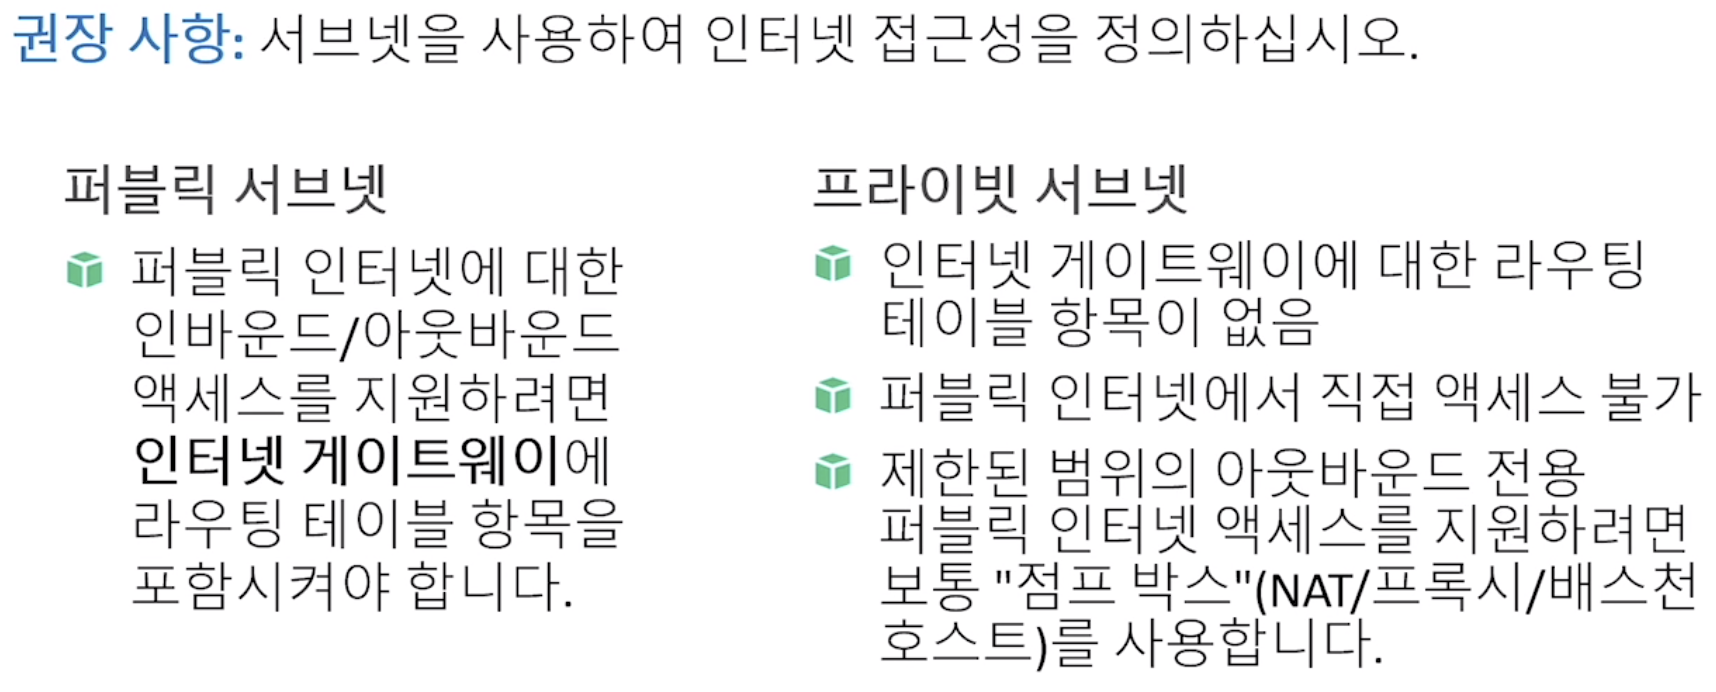 권장 사항: 서브넷을 사용하여 인터넷 접근성을 정의하십시오.
퍼블릭 서브넷
퍼블릭 인터넷에 대한
인바운드/아웃바운드
액세스를 지원하려면
인터넷 게이트웨이에
라우팅 테이블 항목을
포함시켜야 합니다.
프라이빗 서브넷
인터넷 게이트웨이에 대한 라우팅
테이블 항목이 없음
퍼블릭 인터넷에서 직접 액세스 불가
제한된 범위의 아웃바운드 전용
퍼블릭 인터넷 액세스를 지원하려면
보통 "점프 박스"(NAT/프록시/배스천
호스트)를 사용합니다.